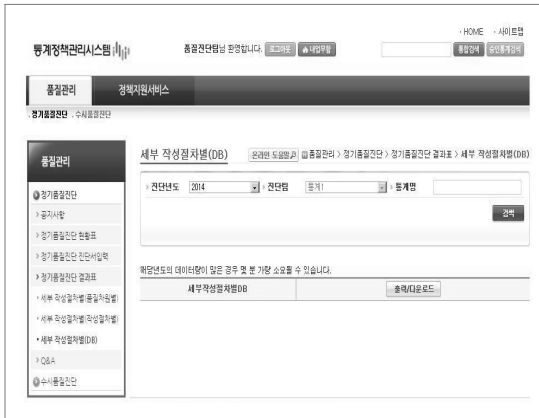 · HOME · 사이트맵
통계정책관리시스템
품질진단팀님 환영합니다. 로그아웃 내업무함
통합검색 승인통계검색
품질관리 정책지원서비스
· 정기품질진단 · 수시품질진단
품질관리
정기품질진단
> 공지사항
> 정기품질진단 현황표
> 정기품질진단 진단서입력
> 정기품질진단 결과표
· 세부 작성절차별(품질차원별)
· 세부 작성절차별(작성절차별)
· 세부 작성절차별(DB)
> Q&A
수시품질진단
세부 작성절차별(DB) 온라인 도움말 품질관리 > 정기품질진단 > 정기품질진단 결과표 > 세부 작성절차별(DB)
› 진단년도 2014 › 진단팀 통계1 › 통계명
검색
해당년도의 데이터량이 많은 경우 몇 분 가량 소요될 수 있습니다.
세부작성절차별DB 출력/다운로드